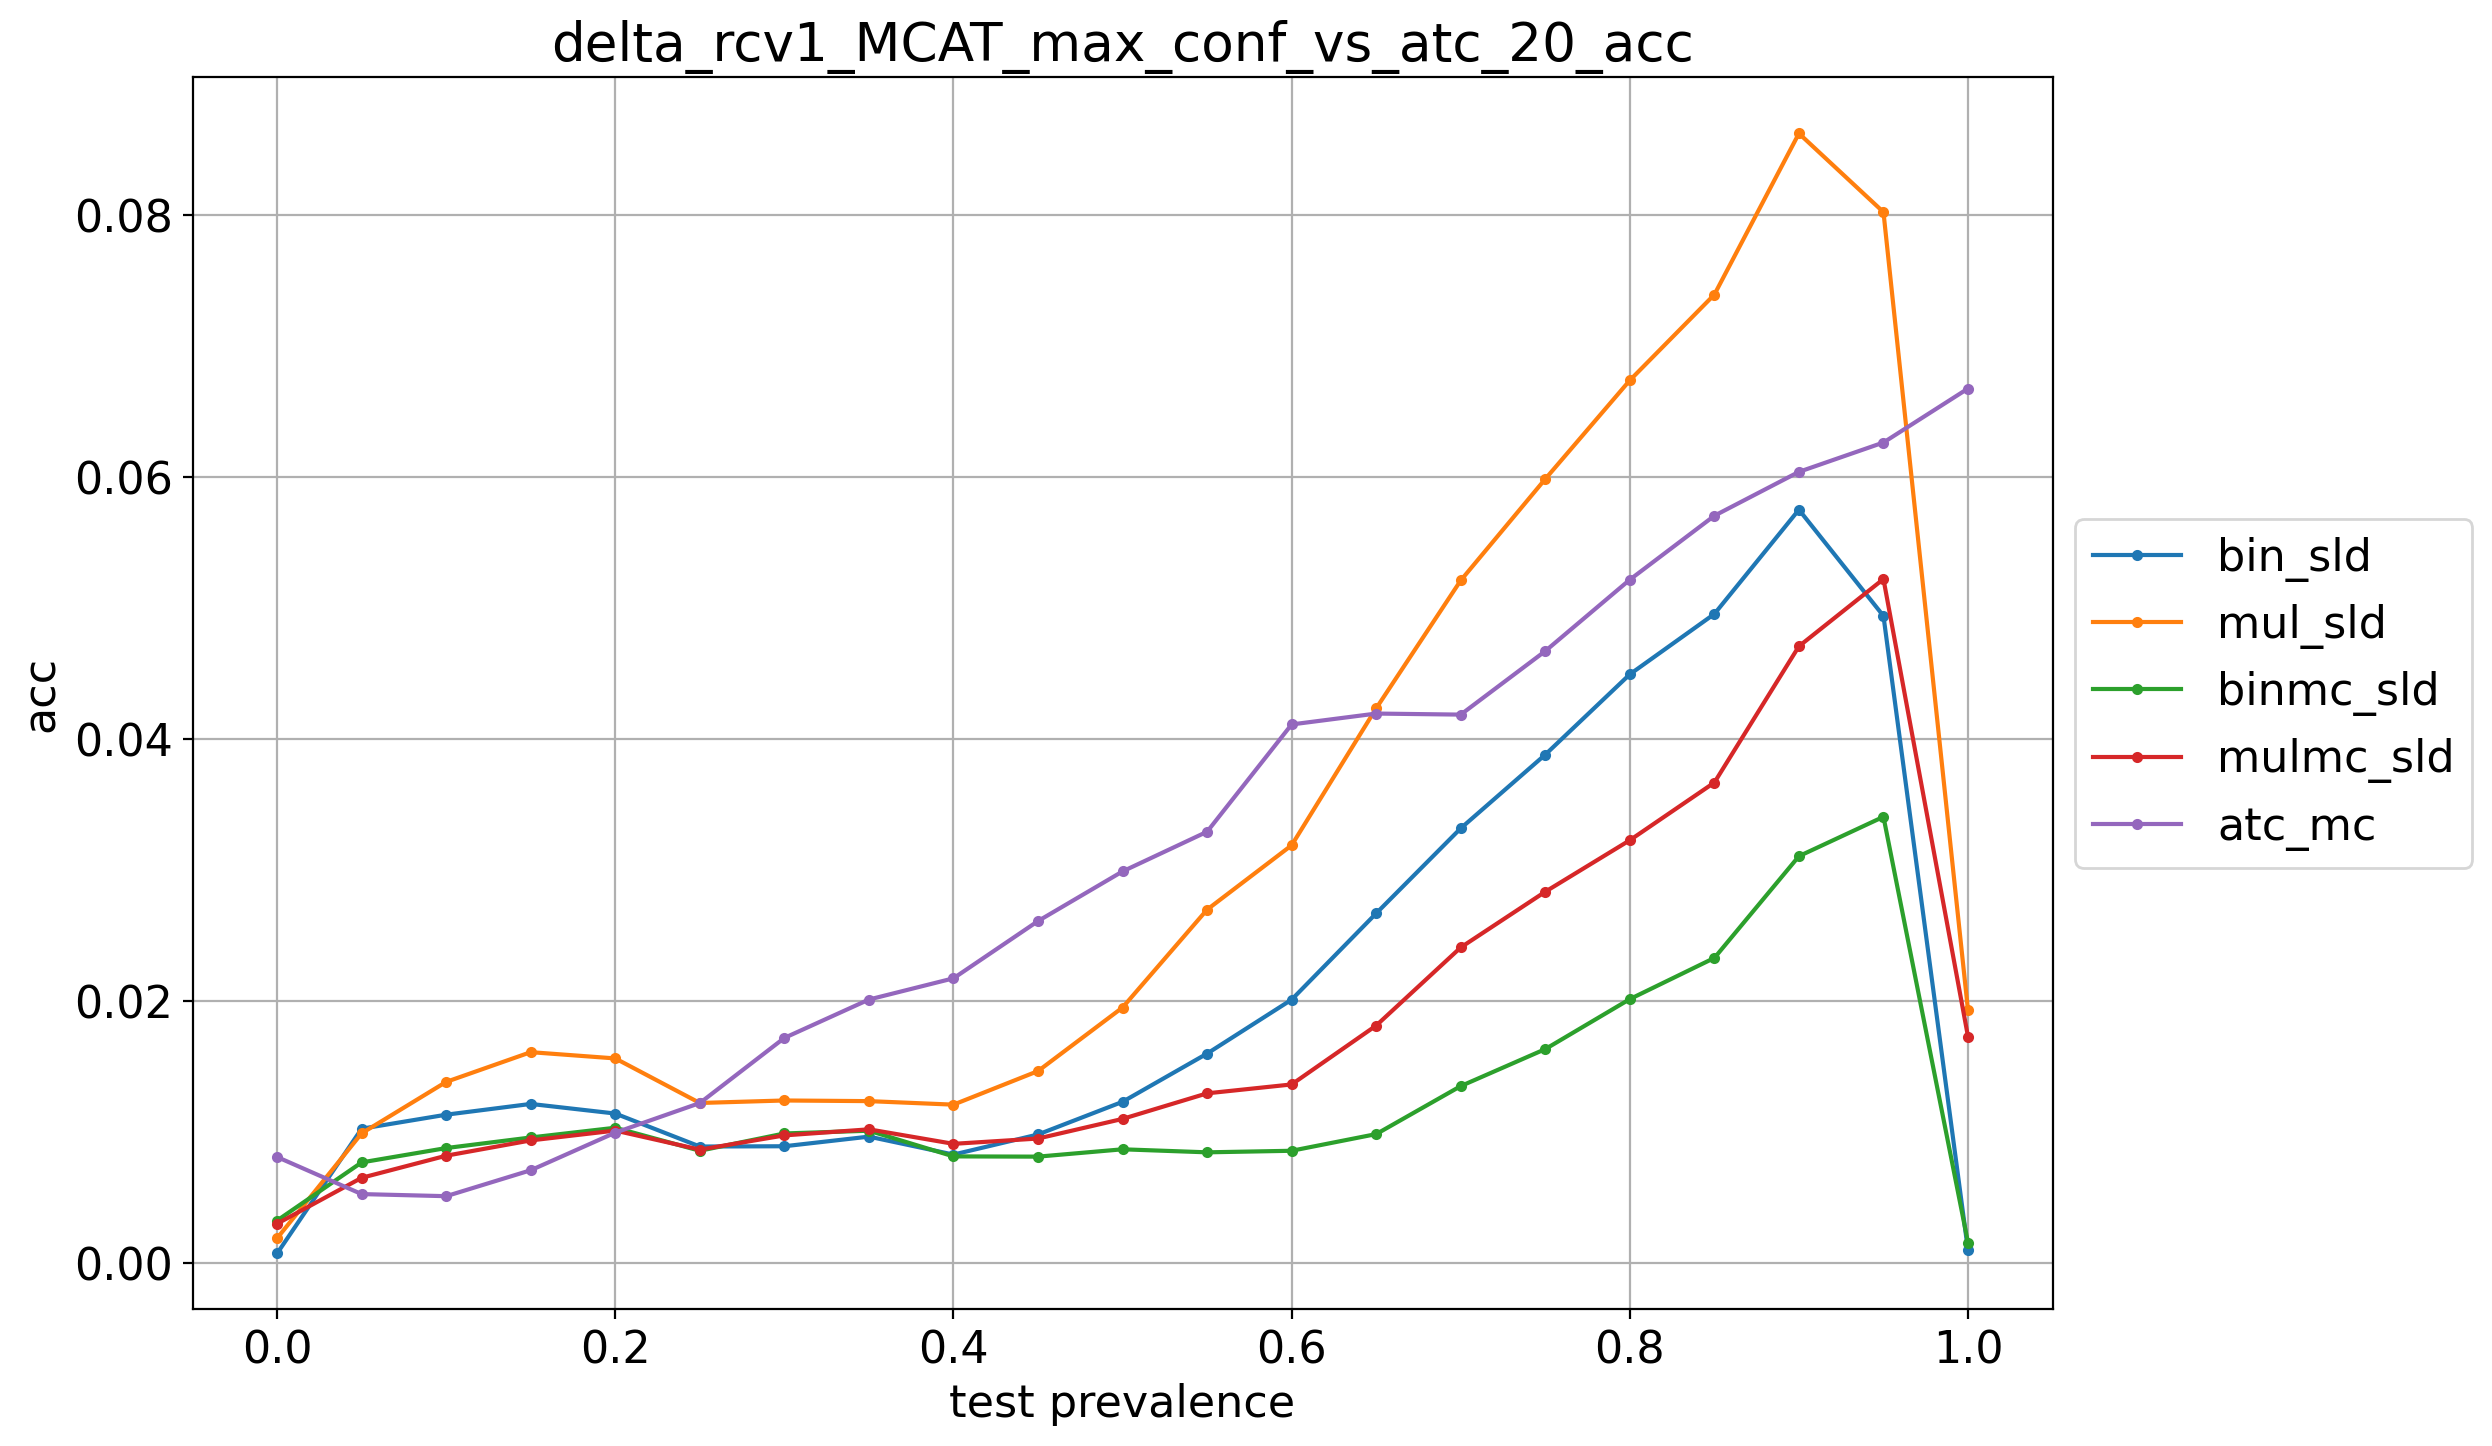 delta_rcv1_MCAT_max_conf_vs_atc_20_acc
acc
0.08
0.06
0.04
0.02
0.00
0.0 0.2 0.4 0.6 0.8 1.0
test prevalence
bin_sld
mul_sld
binmc_sld
mulmc_sld
atc_mc